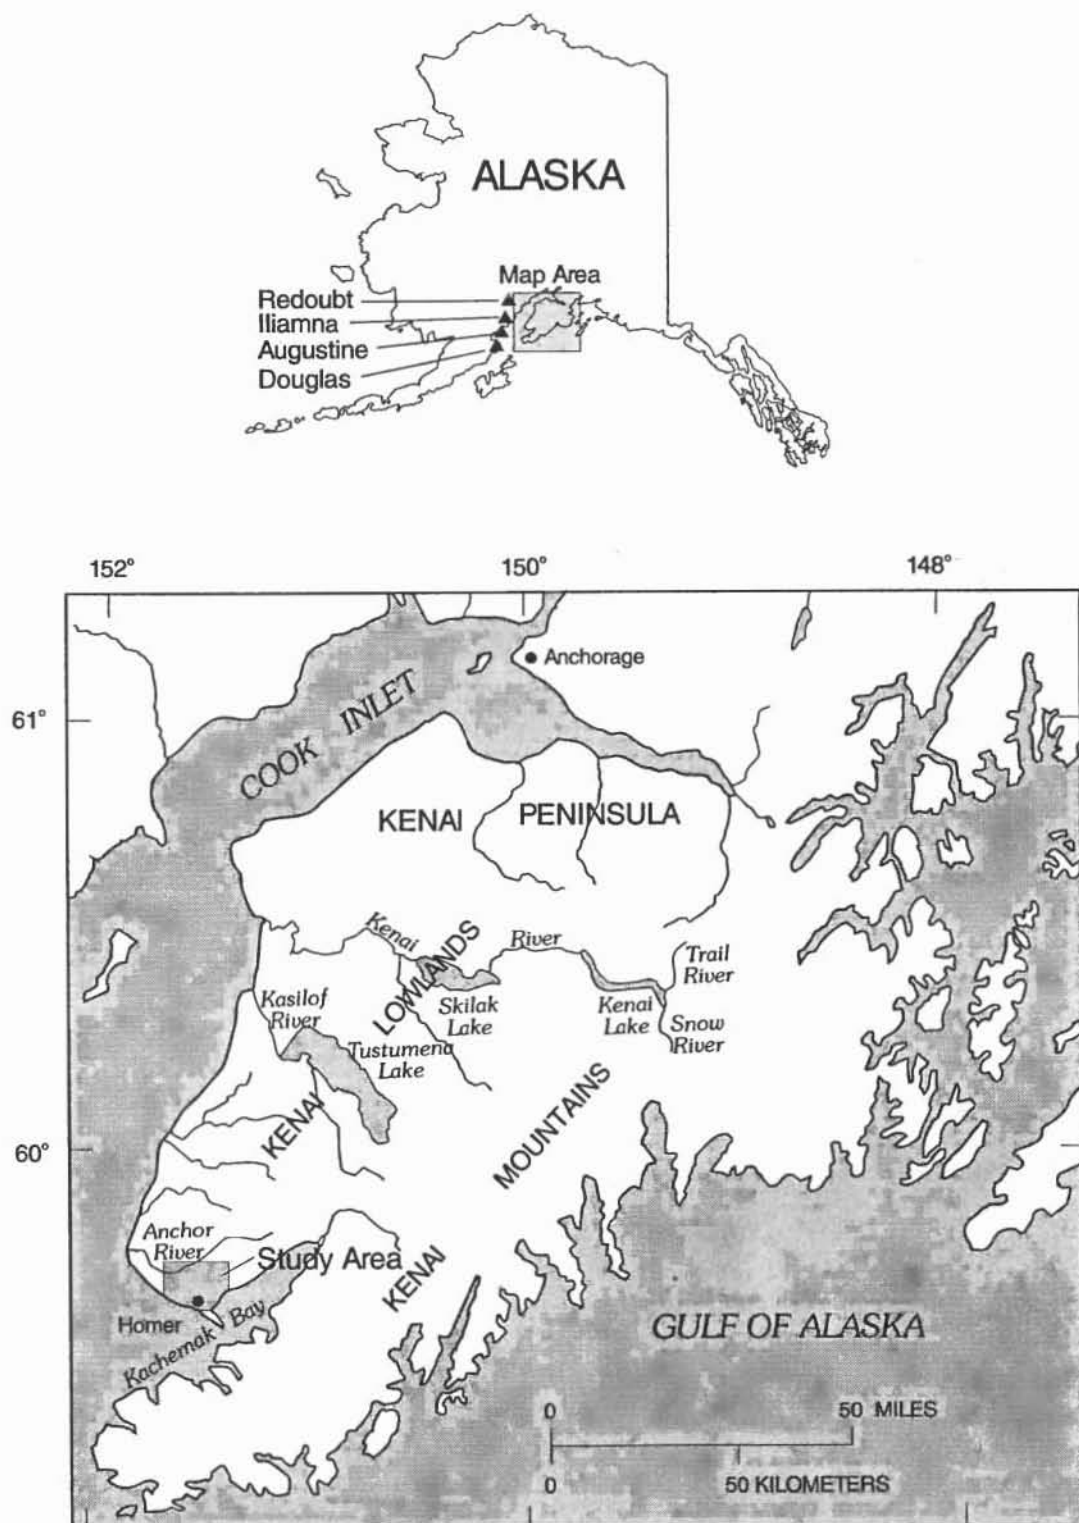 ALASKA
Map Area
Redoubt
Iliamna
Augustine
Douglas
152°
150°
148°
Anchorage
61°
COOK INLET
KENAI PENINSULA
Kenai
River
Trail
River
LOWLANDS
Kasilof
River
Skilak
Lake
Kenai
Lake
Snow
River
Tustumena
Lake
KENAI
MOUNTAINS
60°
Anchor
River
Study Area
KENAI
Homer
Kachemak Bay
GULF OF ALASKA
0
50 MILES
0
50 KILOMETERS